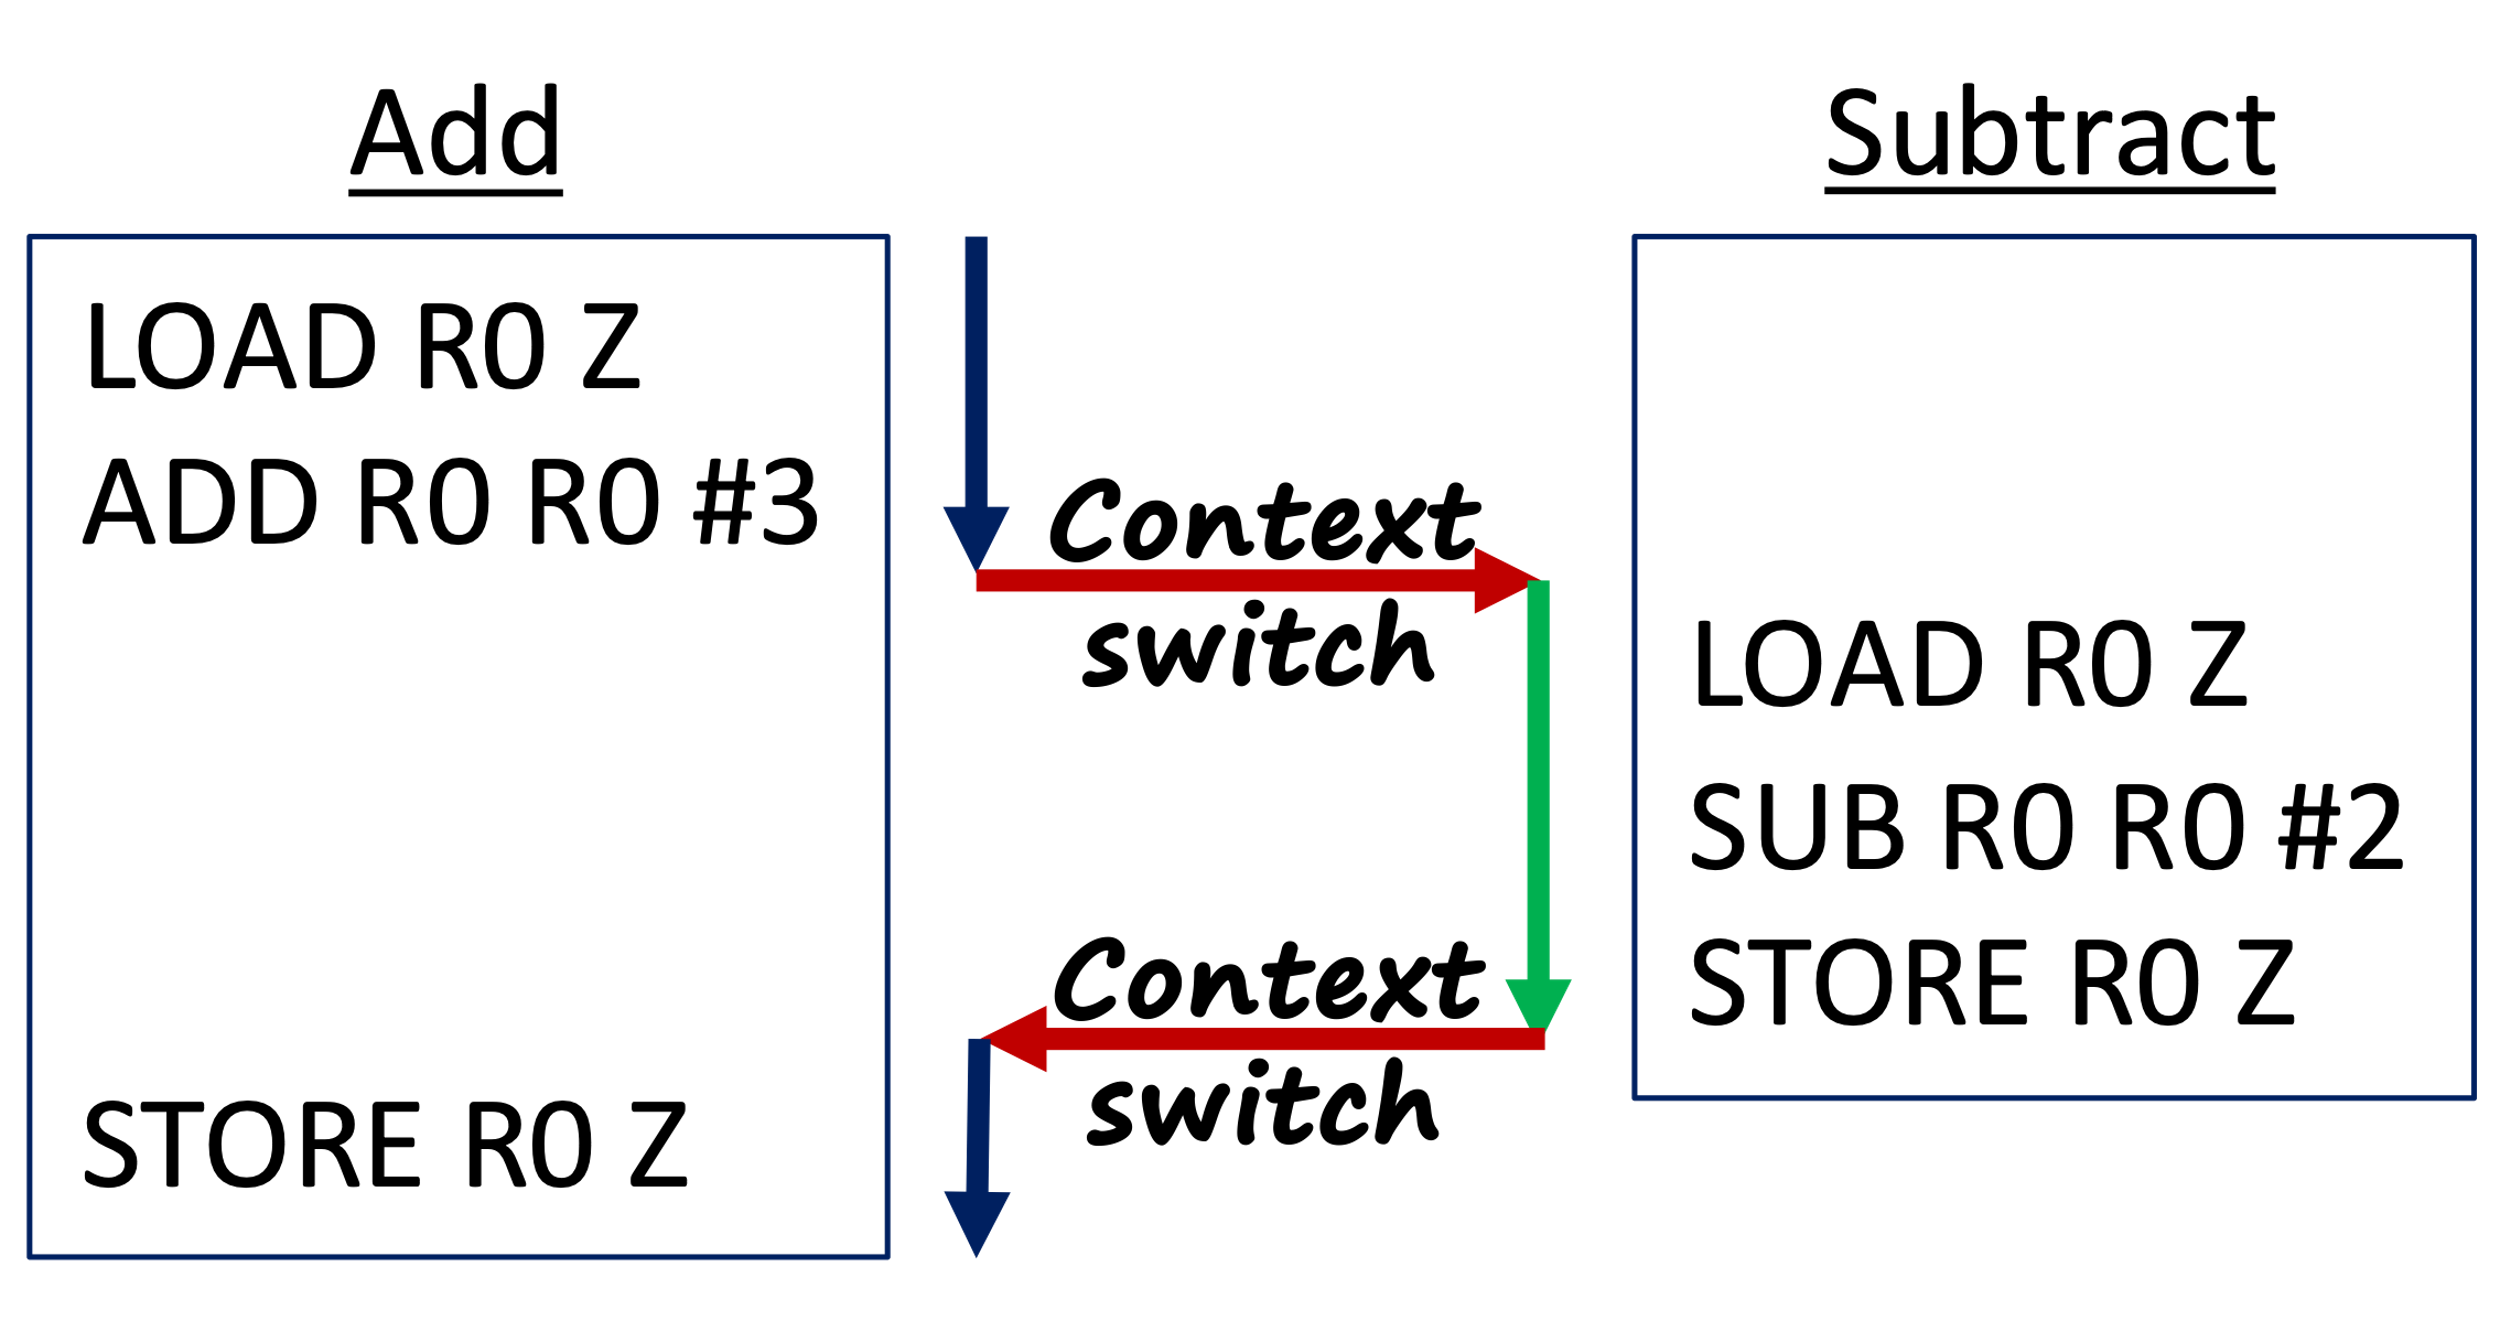 Add
LOAD R0 Z
ADD R0 R0 #3
STORE R0 Z
Context
switch
Context
switch
Subtract
LOAD R0 Z
SUB R0 R0 #2
STORE R0 Z